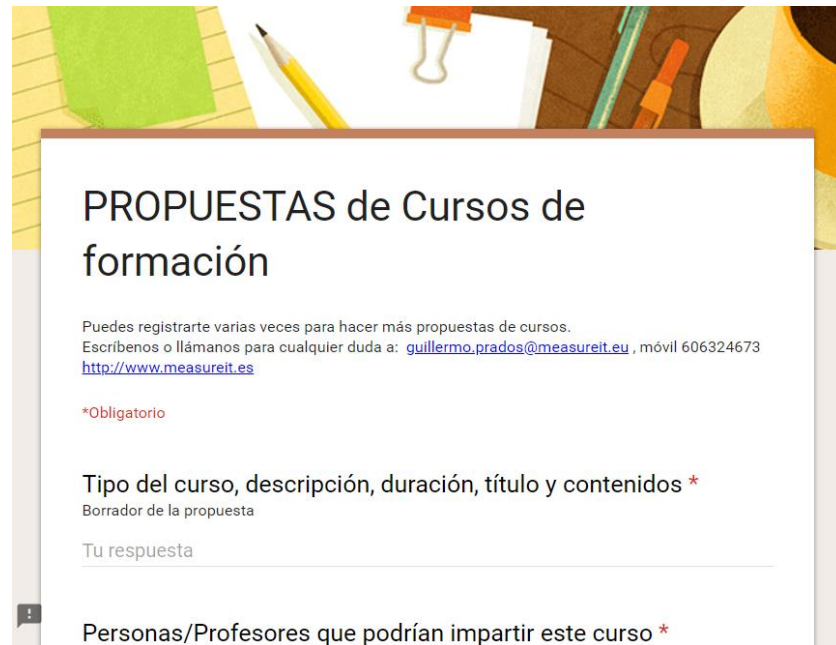 PROPUESTAS de Cursos de
formación
Puedes registrarte varias veces para hacer más propuestas de cursos.
Escríbenos o llámanos para cualquier duda a: guillermo.prados@measureit.eu , móvil 606324673
http://www.measureit.es
*Obligatorio
Tipo del curso, descripción, duración, título y contenidos *
Borrador de la propuesta
Tu respuesta
Personas/Profesores que podrían impartir este curso *